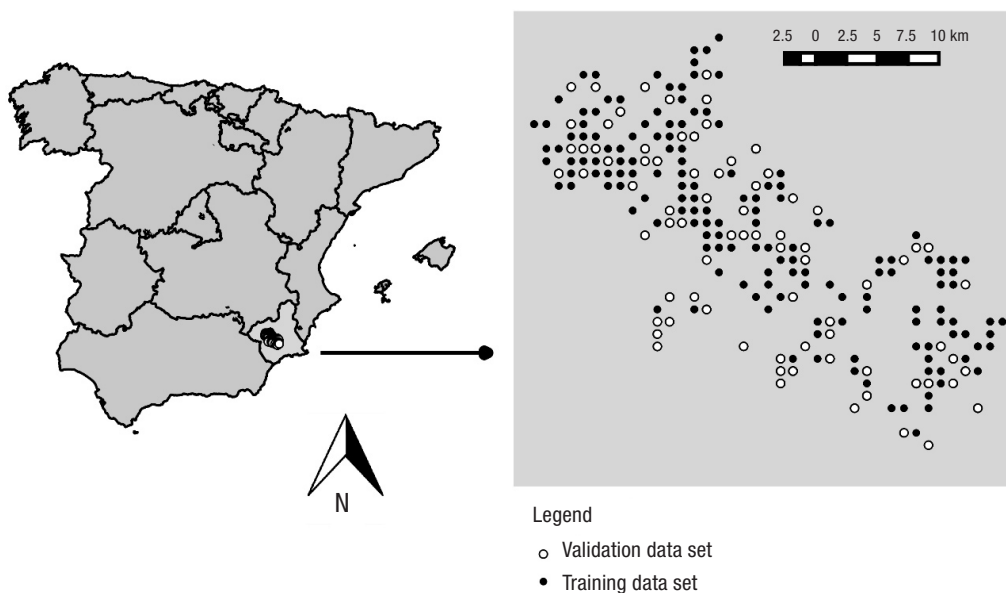 2.5 0 2.5 5 7.5 10 km
N
Legend
Validation data set
Training data set